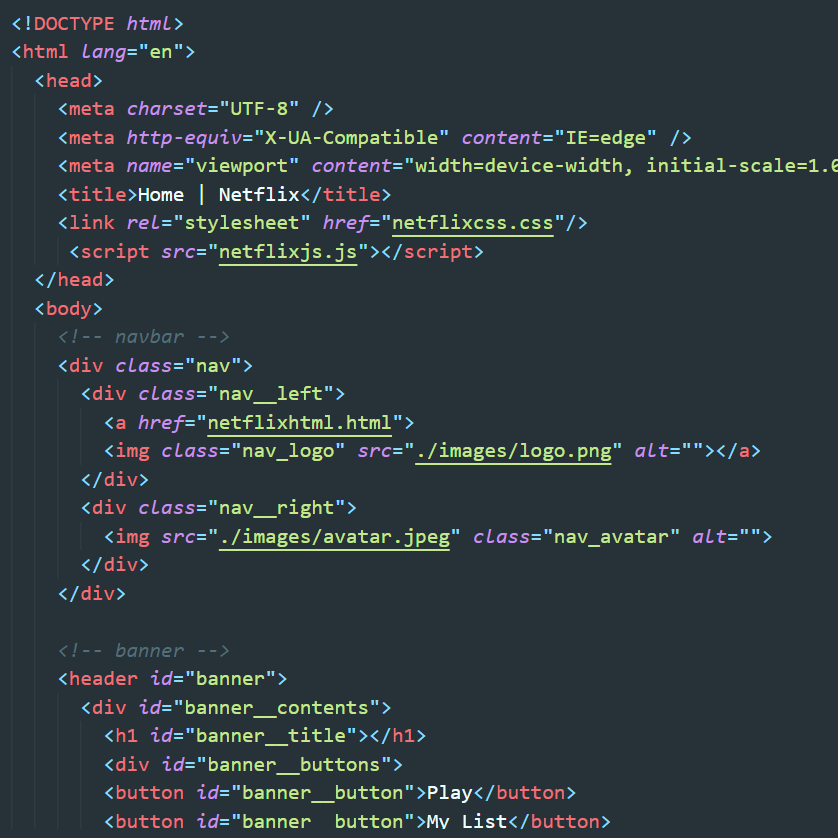 <!DOCTYPE html>
<html lang="en">
<head>
<meta charset="UTF-8" />
<meta http-equiv="X-UA-Compatible" content="IE=edge" />
<meta name="viewport" content="width=device-width, initial-scale=1.0
<title>Home | Netflix</title>
<link rel="stylesheet" href="netflixcss.css"/>
<script src="netflixjs.js"></script>
</head>
<body>
<!-- navbar -->
<div class="nav">
<div class="nav__left">
<a href="netflixhtml.html">
<img class="nav_logo" src="./images/logo.png" alt=""></a>
</div>
<div class="nav__right">
<img src="./images/avatar.jpeg" class="nav_avatar" alt="">
</div>
</div>
<!-- banner -->
<header id="banner">
<div id="banner__contents">
<h1 id="banner__title"></h1>
<div id="banner__buttons">
<button id="banner__button">Play</button>
<button id="banner__button">My List</button>